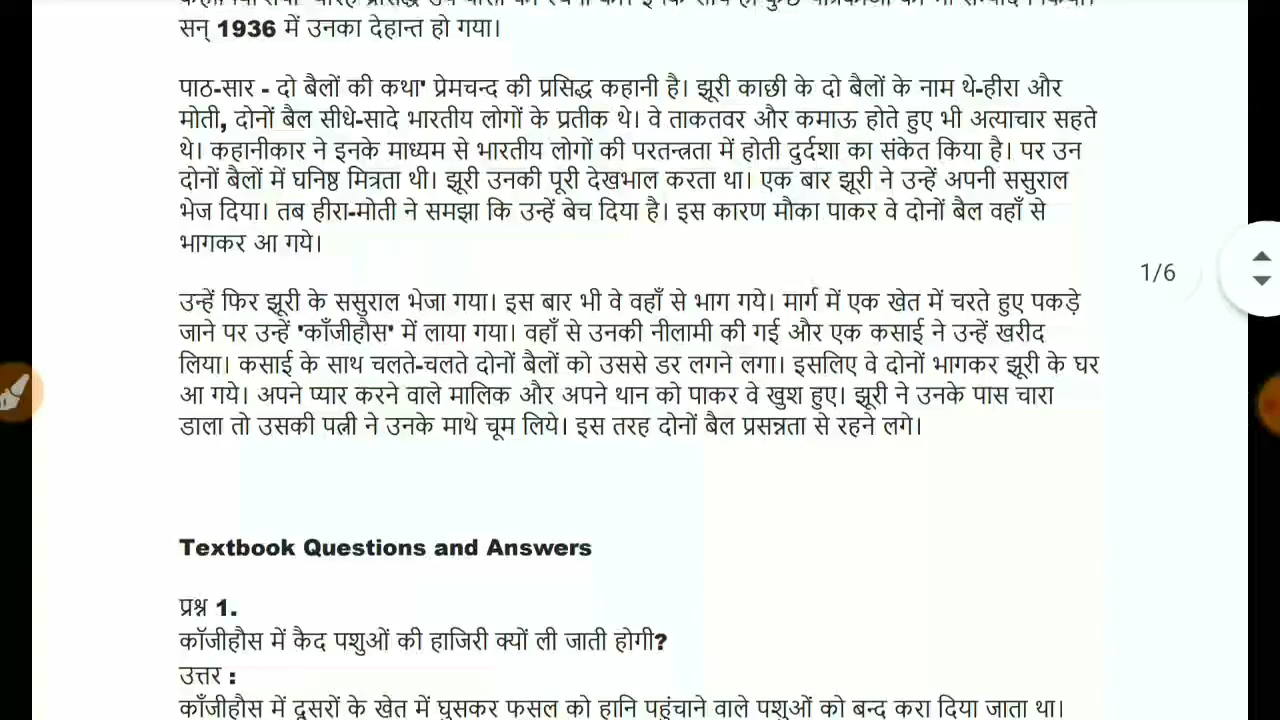 सन् 1936 में उनका देहान्त हो गया।
पाठ-सार - दो बैलों की कथा' प्रेमचन्द की प्रसिद्ध कहानी है। झूरी काछी के दो बैलों के नाम थे-हीरा और
मोती, दोनों बैल सीधे-सादे भारतीय लोगों के प्रतीक थे। वे ताकतवर और कमाऊ होते हुए भी अत्याचार सहते
थे। कहानीकार ने इनके माध्यम से भारतीय लोगों की परतन्त्रता में होती दुर्दशा का संकेत किया है। पर उन
दोनों बैलों में घनिष्ठ मित्रता थी। झूरी उनकी पूरी देखभाल करता था। एक बार झूरी ने उन्हें अपनी ससुराल
भेज दिया। तब हीरा-मोती ने समझा कि उन्हें बेच दिया है। इस कारण मौका पाकर वे दोनों बैल वहाँ से
भागकर आ गये।
उन्हें फिर झूरी के ससुराल भेजा गया। इस बार भी वे वहाँ से भाग गये। मार्ग में एक खेत में चरते हुए पकड़े
जाने पर उन्हें 'काँजीहौस' में लाया गया। वहाँ से उनकी नीलामी की गई और एक कसाई ने उन्हें खरीद
लिया। कसाई के साथ चलते-चलते दोनों बैलों को उससे डर लगने लगा। इसलिए वे दोनों भागकर झूरी के घर
आ गये। अपने प्यार करने वाले मालिक और अपने थान को पाकर वे खुश हुए। झूरी ने उनके पास चारा
डाला तो उसकी पत्नी ने उनके माथे चूम लिये। इस तरह दोनों बैल प्रसन्नता से रहने लगे।
1/6
Textbook Questions and Answers
प्रश्न 1.
कॉजीहौस में कैद पशुओं की हाजिरी क्यों ली जाती होगी?
उत्तर :
काँजीहौस में दूसरों के खेत में घुसकर फसल को हानि पहुंचाने वाले पशुओं को बन्द करा दिया जाता था।